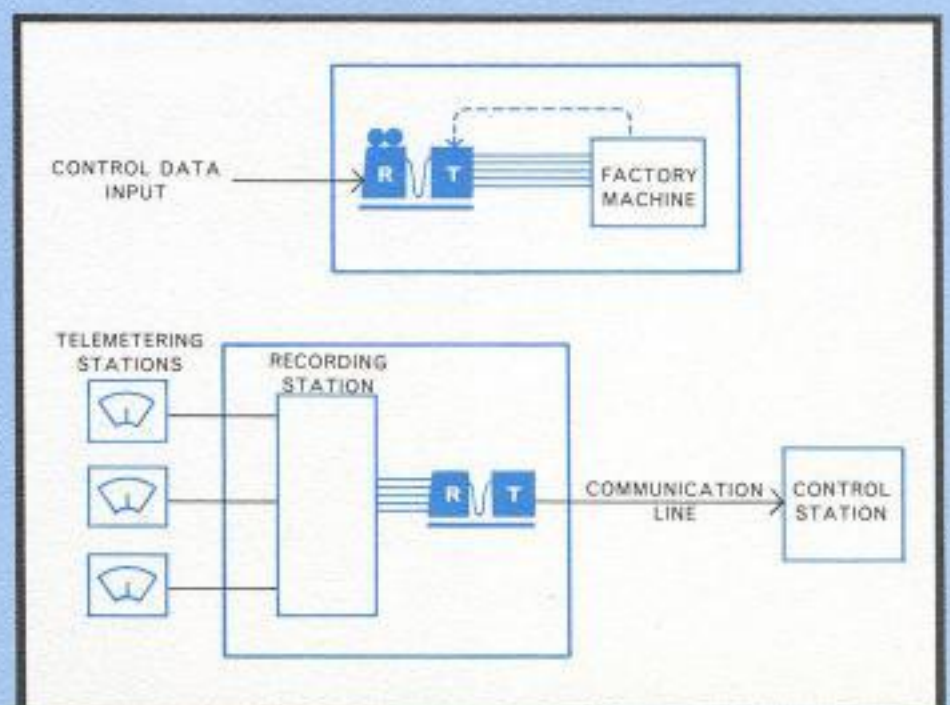 CONTROL DATA
INPUT
R T
FACTORY
MACHINE
TELEMETERING
STATIONS
RECORDING
STATION
R T
COMMUNICATION
LINE
CONTROL
STATION